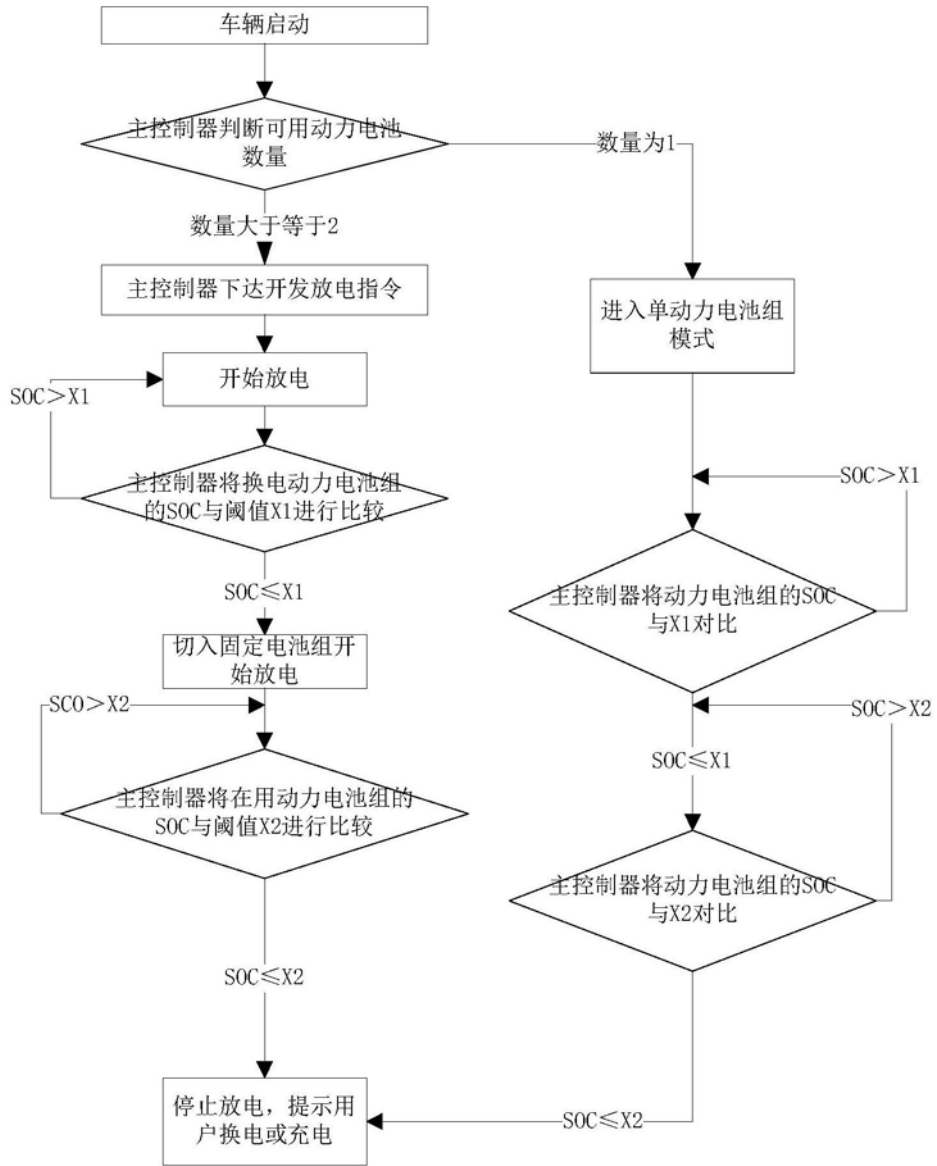 车辆启动
主控制器判断可用动力电池
数量
数量为1
数量大于等于2
主控制器下达开发放电指令
进入单动力电池组
模式
开始放电
SOC＞X1
主控制器将换电动力电池组
的SOC与阈值X1进行比较
SOC＞X1
SOC≤X1
主控制器将动力电池组的SOC
与X1对比
切入固定电池组开
始放电
SCO＞X2
SOC＞X2
SOC≤X1
主控制器将在用动力电池组的
SOC与阈值X2进行比较
主控制器将动力电池组的SOC
与X2对比
SOC≤X2
停止放电，提示用
户换电或充电
SOC≤X2